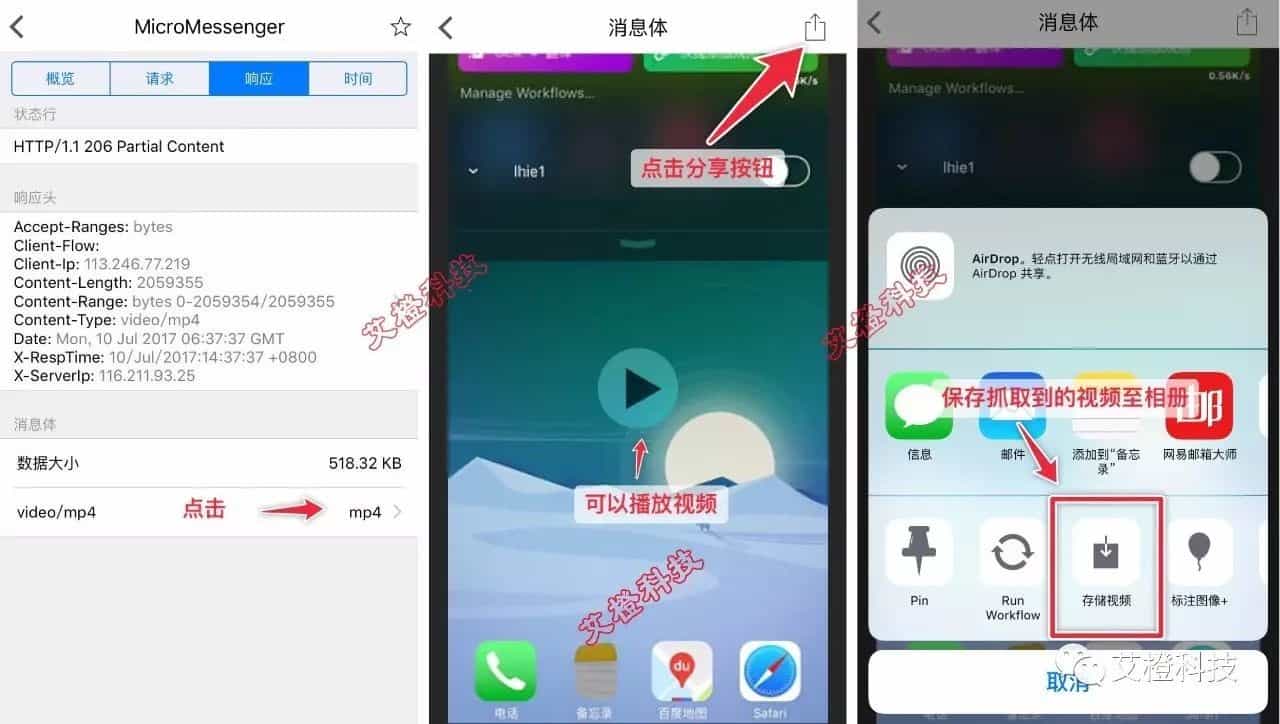 MicroMessenger
概览
请求
响应
时间
状态行
HTTP/1.1 206 Partial Content
响应头
Accept-Ranges: bytes
Client-Flow:
Client-Ip: 113.246.77.219
Content-Length: 2059355
Content-Range: bytes 0-2059354/2059355
Content-Type: video/mp4
Date: Mon, 10 Jul 2017 06:37:37 GMT
X-RespTime: 10/Jul/2017:14:37:37 +0800
X-ServerIp: 116.211.93.25
消息体
数据大小
518.32 KB
video/mp4
点击
mp4
消息体
K/s
Manage Workflows...
lhie1
点击分享按钮
艾橙科技
可以播放视频
艾橙科技
电话
备忘录
百度地图
Safari
消息体
0.56K/s
Manage Workflows...
lhie1
AirDrop。轻点打开无线局域网和蓝牙以通过
AirDrop 共享。
艾橙科技
保存抓取到的视频至相册
信息
邮件
添加到“备忘
录”
网易邮箱大师
Pin
Run
Workflow
存储视频
标注图像+
取消
艾橙科技